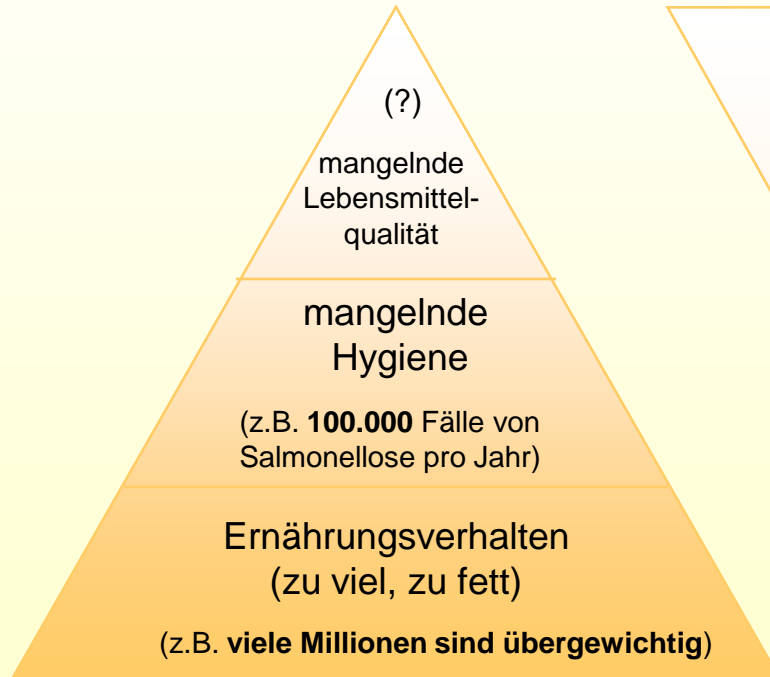 (?)
mangelnde
Lebensmittel-
qualität
mangelnde
Hygiene
(z.B. 100.000 Fälle von
Salmonellose pro Jahr)
Ernährungsverhalten
(zu viel, zu fett)
(z.B. viele Millionen sind übergewichtig)